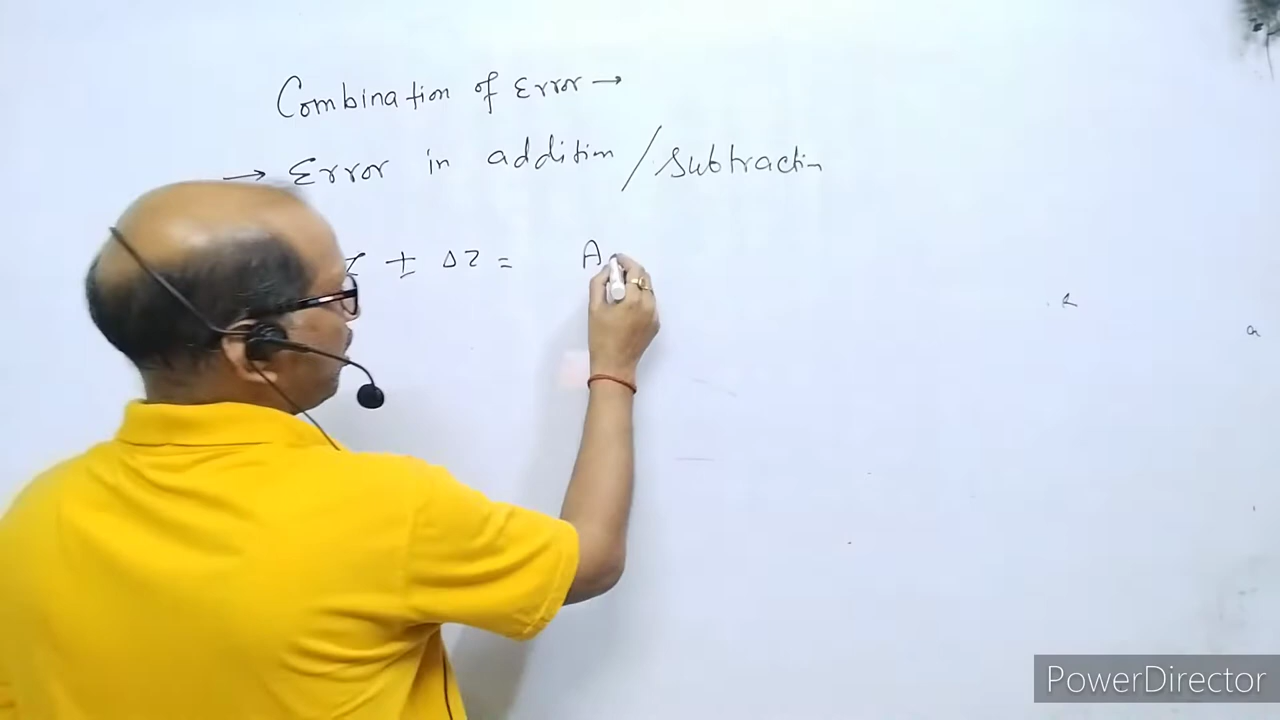 Combination of Error →
→ Error in addition / subtraction
Z ± ΔZ = A
PowerDirector